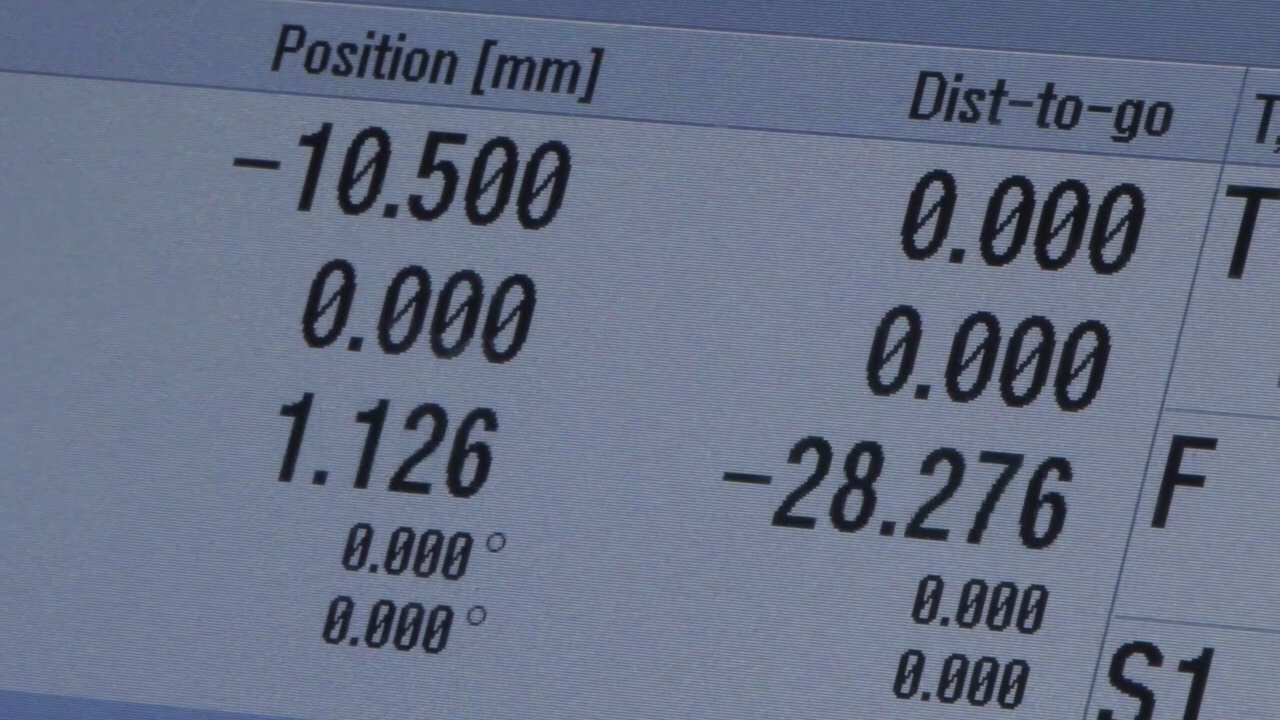 Position [mm] Dist-to-go T,
-10.500 0.000 T
0.000 0.000
1.126 -28.276 F
0.000° 0.000
0.000° 0.000 S1